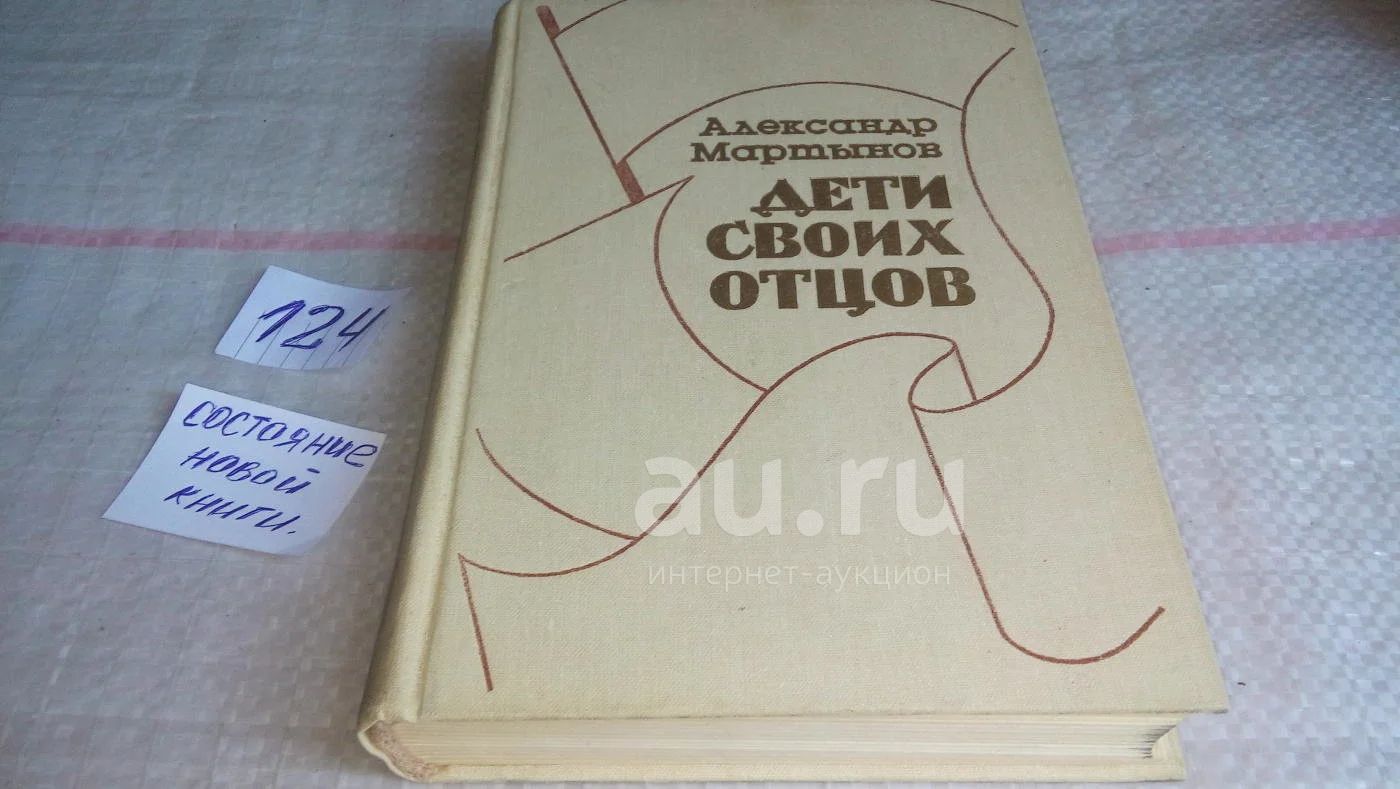 Александр
Мартынов
ДЕТИ
СВОИХ
ОТЦОВ
124
состояние
новой
книги.
au.ru
интернет-аукцион